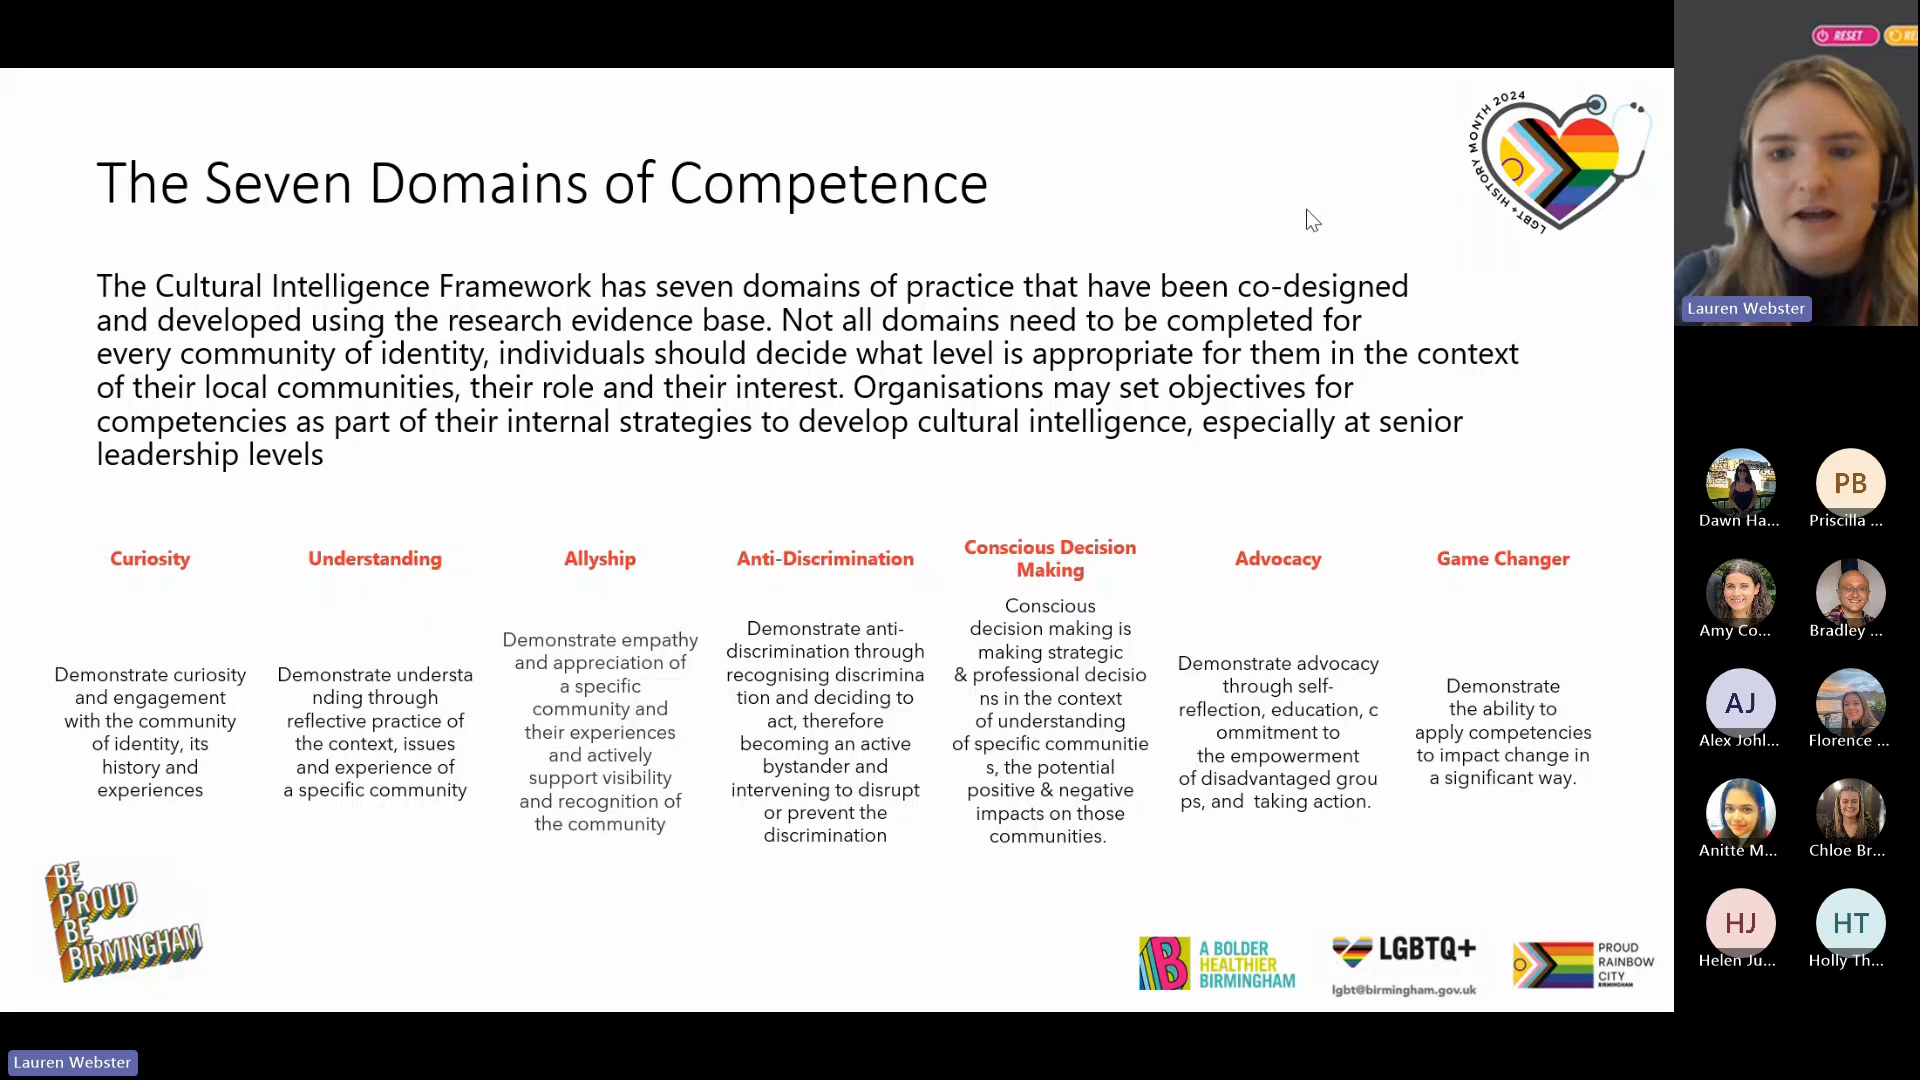 RESET
LGBT+ HISTORY MONTH 2024
The Seven Domains of Competence
Lauren Webster
The Cultural Intelligence Framework has seven domains of practice that have been co-designed
and developed using the research evidence base. Not all domains need to be completed for
every community of identity, individuals should decide what level is appropriate for them in the context
of their local communities, their role and their interest. Organisations may set objectives for
competencies as part of their internal strategies to develop cultural intelligence, especially at senior
leadership levels
Curiosity
Demonstrate curiosity
and engagement
with the community
of identity, its
history and
experiences
Understanding
Demonstrate understa
nding through
reflective practice of
the context, issues
and experience of
a specific community
Allyship
Demonstrate empathy
and appreciation of
a specific
community and
their experiences
and actively
support visibility
and recognition of
the community
Anti-Discrimination
Demonstrate anti-
discrimination through
recognising discrimina
tion and deciding to
act, therefore
becoming an active
bystander and
intervening to disrupt
or prevent the
discrimination
Conscious Decision
Making
Conscious
decision making is
making strategic
& professional decisio
ns in the context
of understanding
of specific communitie
s, the potential
positive & negative
impacts on those
communities.
Advocacy
Demonstrate advocacy
through self-
reflection, education, c
ommitment to
the empowerment
of disadvantaged grou
ps, and taking action.
Game Changer
Demonstrate
the ability to
apply competencies
to impact change in
a significant way.
BE
PROUD
BE
BIRMINGHAM
B
A BOLDER
HEALTHIER
BIRMINGHAM
LGBTQ+
lgbt@birmingham.gov.uk
PROUD
RAINBOW
CITY
BIRMINGHAM
Dawn Ha...
PB
Priscilla ...
Amy Co...
Bradley ...
AJ
Alex Johl...
Florence ...
Anitte M...
Chloe Br...
HJ
Helen Ju...
HT
Holly Th...
Lauren Webster